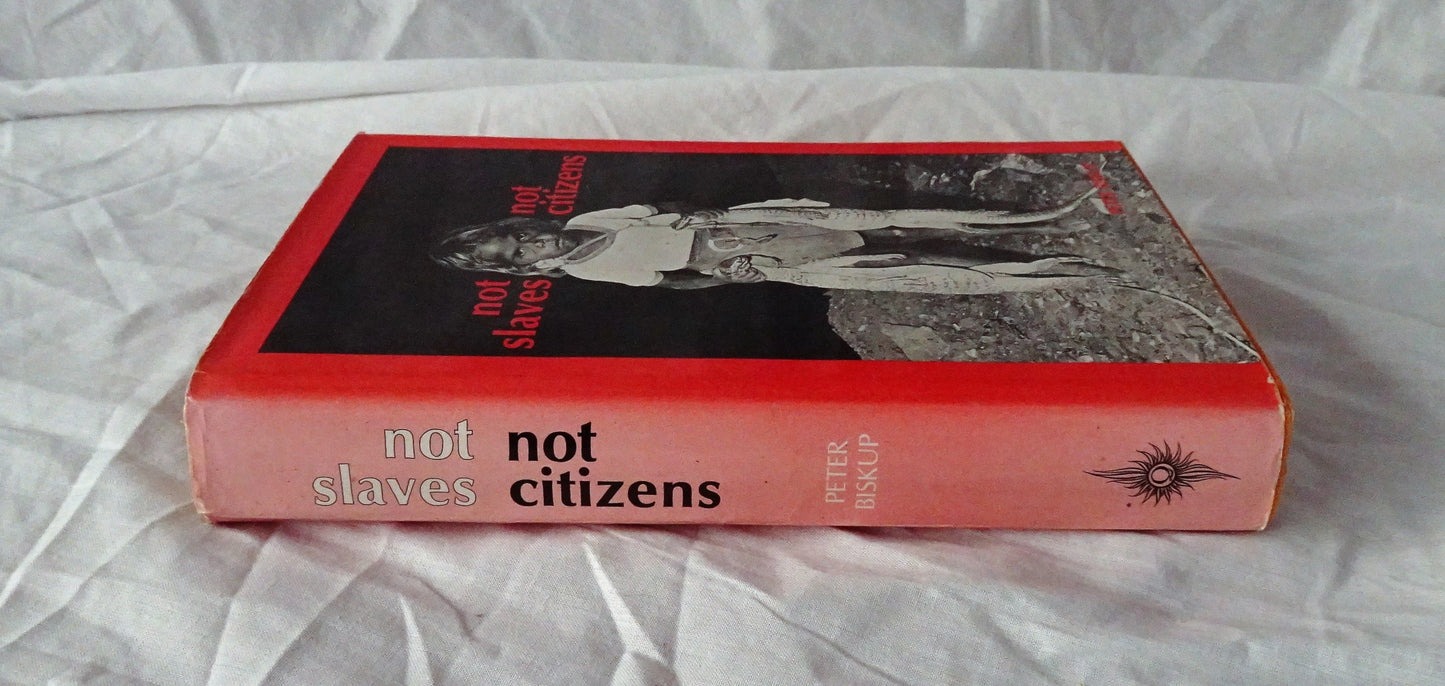 not
slaves
not
citizens
not
slaves
not
citizens
PETER
BISKUP